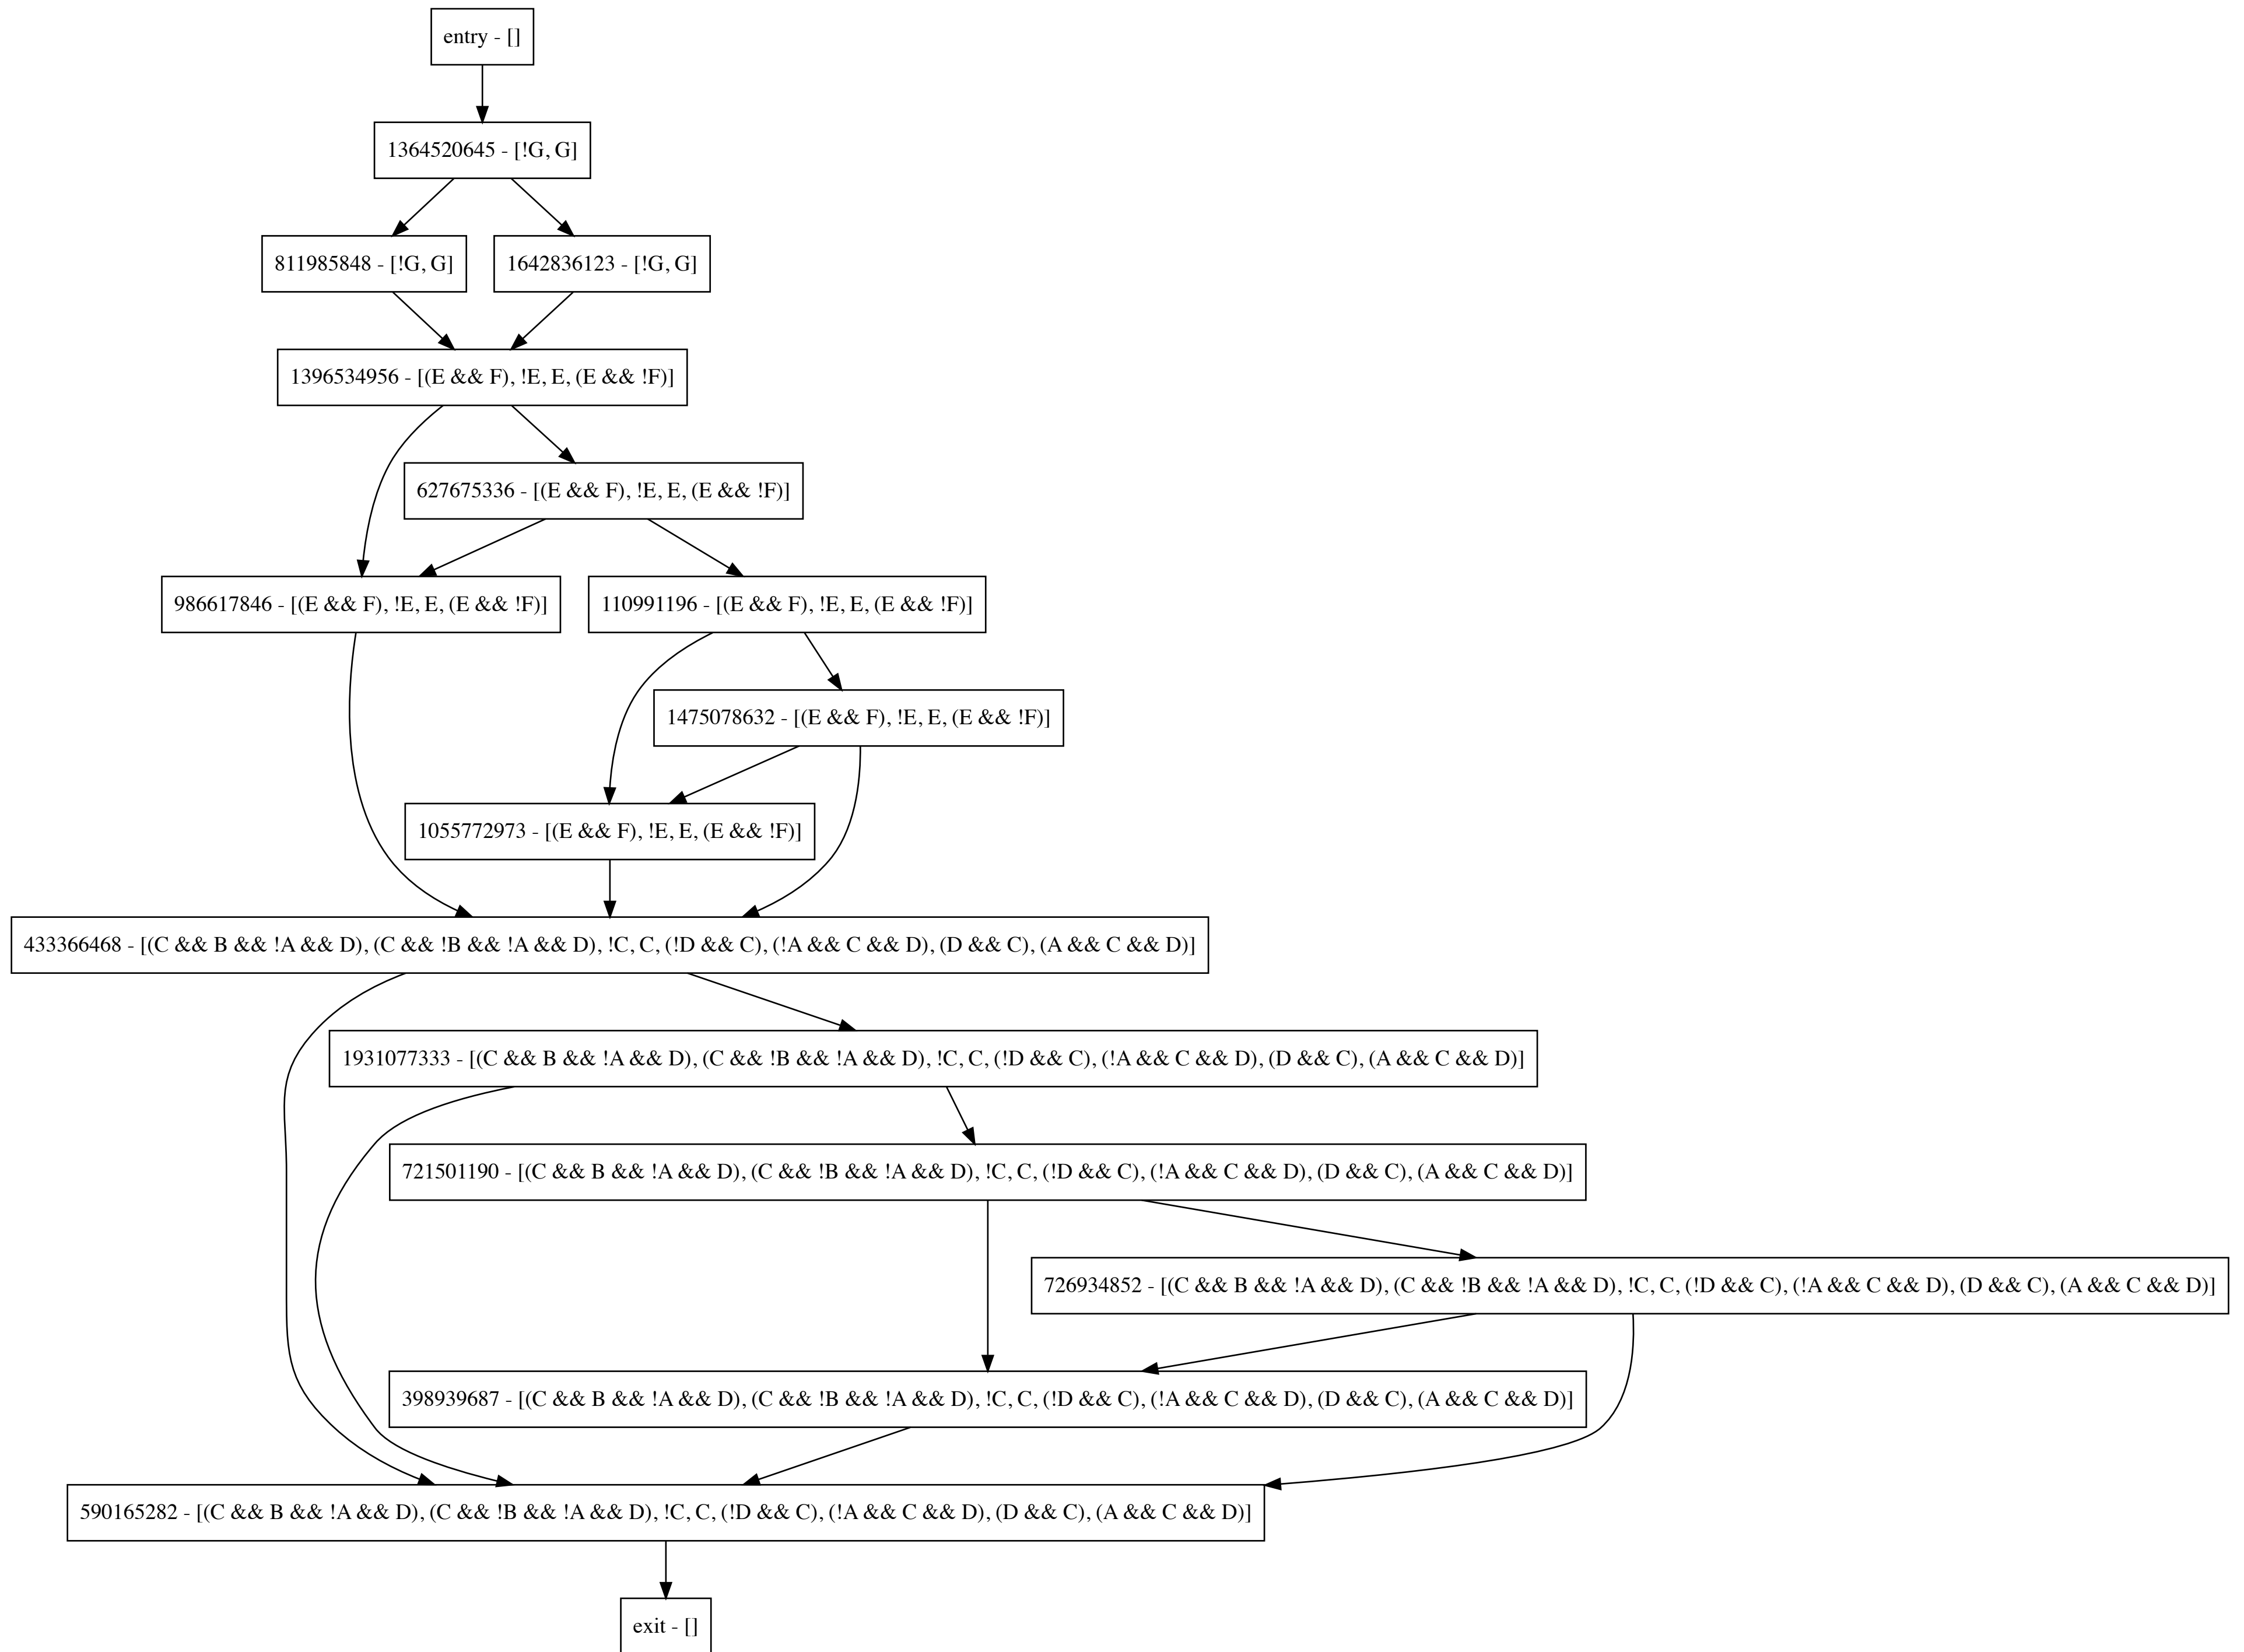 entry - []
1364520645 - [!G, G]
811985848 - [!G, G]
1642836123 - [!G, G]
1396534956 - [(E && F), !E, E, (E && !F)]
627675336 - [(E && F), !E, E, (E && !F)]
986617846 - [(E && F), !E, E, (E && !F)]
110991196 - [(E && F), !E, E, (E && !F)]
1475078632 - [(E && F), !E, E, (E && !F)]
1055772973 - [(E && F), !E, E, (E && !F)]
433366468 - [(C && B && !A && D), (C && !B && !A && D), !C, C, (!D && C), (!A && C && D), (D && C), (A && C && D)]
1931077333 - [(C && B && !A && D), (C && !B && !A && D), !C, C, (!D && C), (!A && C && D), (D && C), (A && C && D)]
721501190 - [(C && B && !A && D), (C && !B && !A && D), !C, C, (!D && C), (!A && C && D), (D && C), (A && C && D)]
726934852 - [(C && B && !A && D), (C && !B && !A && D), !C, C, (!D && C), (!A && C && D), (D && C), (A && C && D)]
398939687 - [(C && B && !A && D), (C && !B && !A && D), !C, C, (!D && C), (!A && C && D), (D && C), (A && C && D)]
590165282 - [(C && B && !A && D), (C && !B && !A && D), !C, C, (!D && C), (!A && C && D), (D && C), (A && C && D)]
exit - []